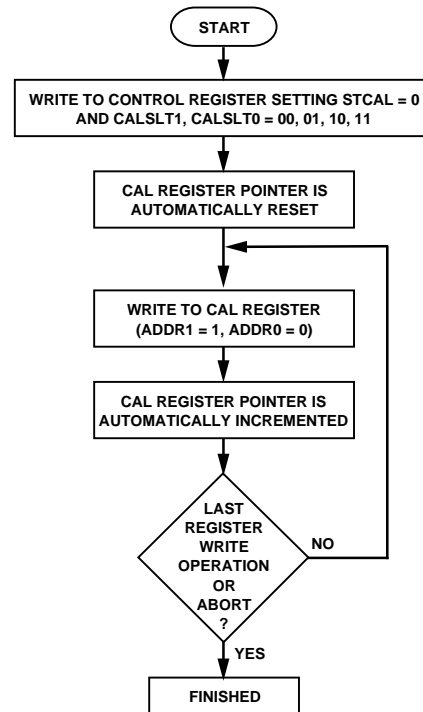 START
WRITE TO CONTROL REGISTER SETTING STCAL = 0
AND CALSLT1, CALSLT0 = 00, 01, 10, 11
CAL REGISTER POINTER IS
AUTOMATICALLY RESET
WRITE TO CAL REGISTER
(ADDR1 = 1, ADDR0 = 0)
CAL REGISTER POINTER IS
AUTOMATICALLY INCREMENTED
LAST
REGISTER
WRITE
OPERATION
OR
ABORT
?
NO
YES
FINISHED